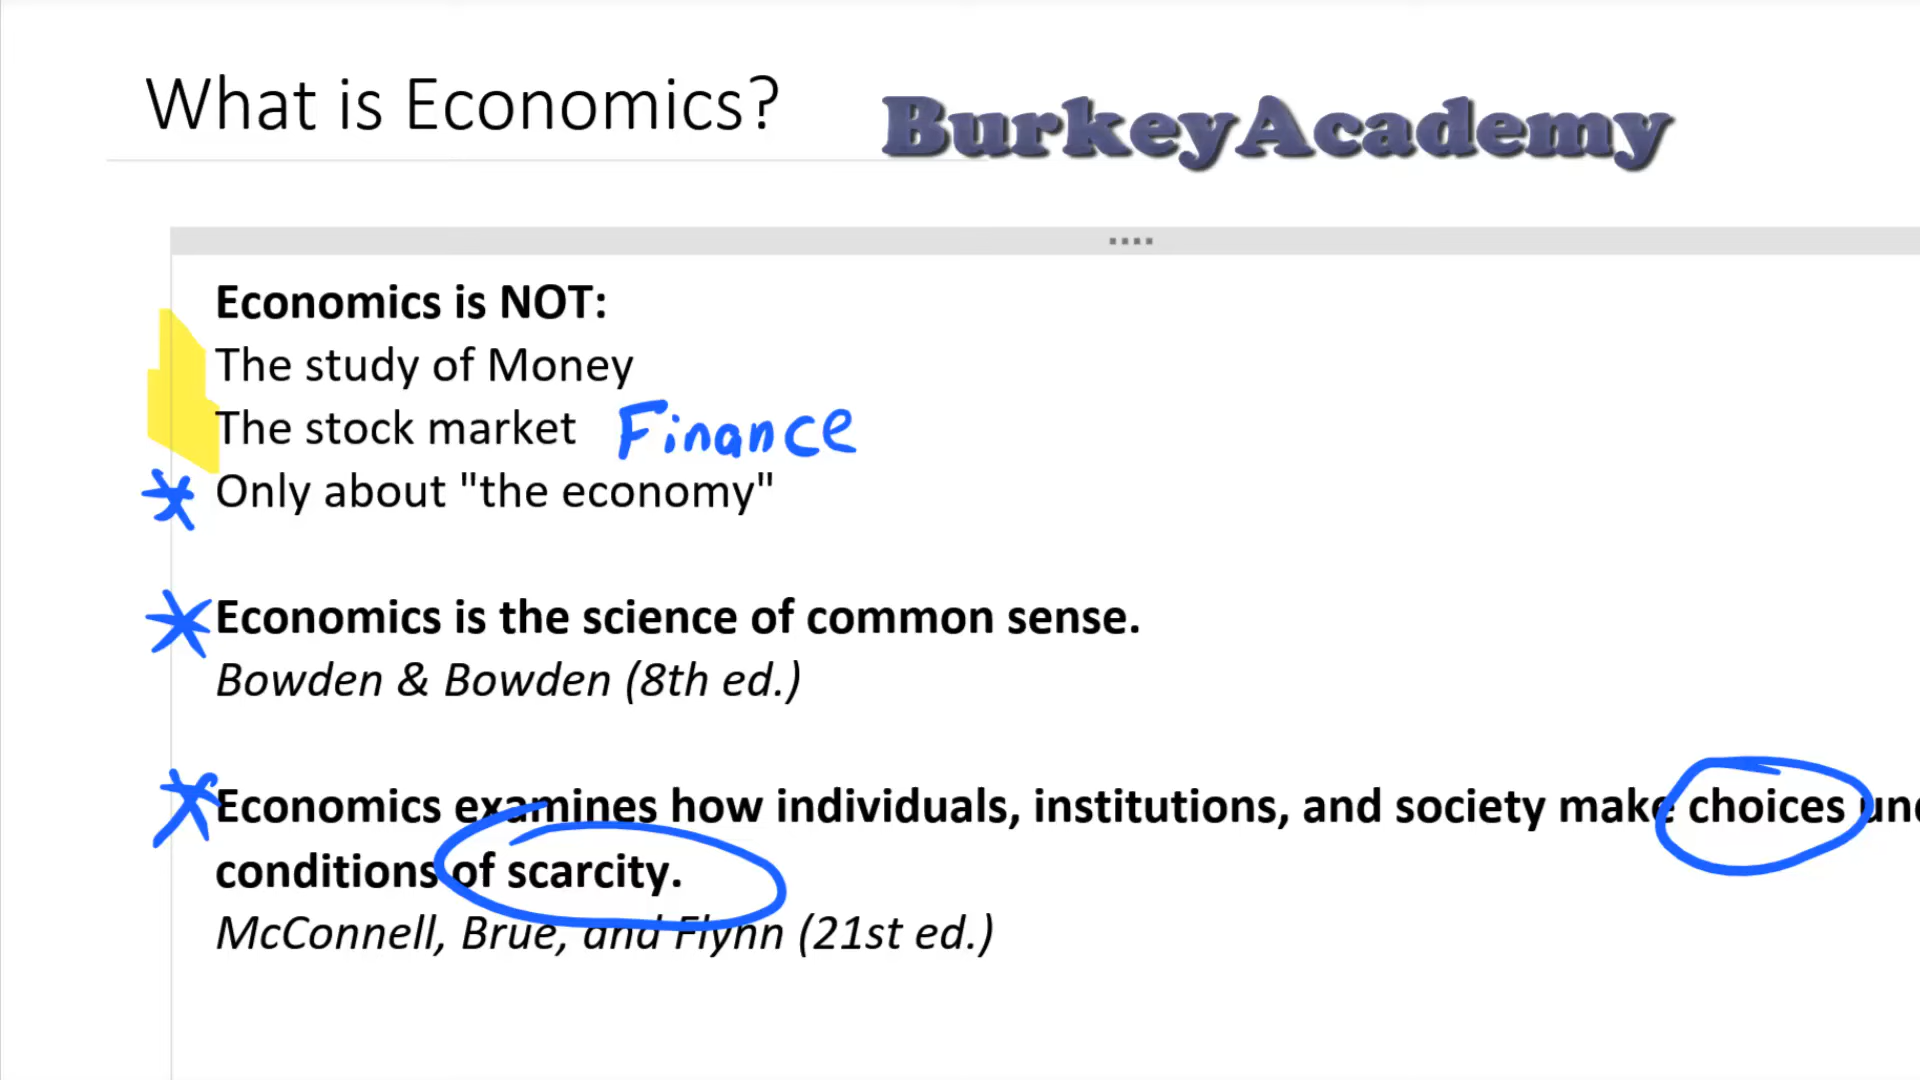 What is Economics?
BurkeyAcademy
Economics is NOT:
The study of Money
The stock market Finance
Only about "the economy"
Economics is the science of common sense.
Bowden & Bowden (8th ed.)
Economics examines how individuals, institutions, and society make choices
conditions of scarcity.
McConnell, Brue, and Flynn (21st ed.)